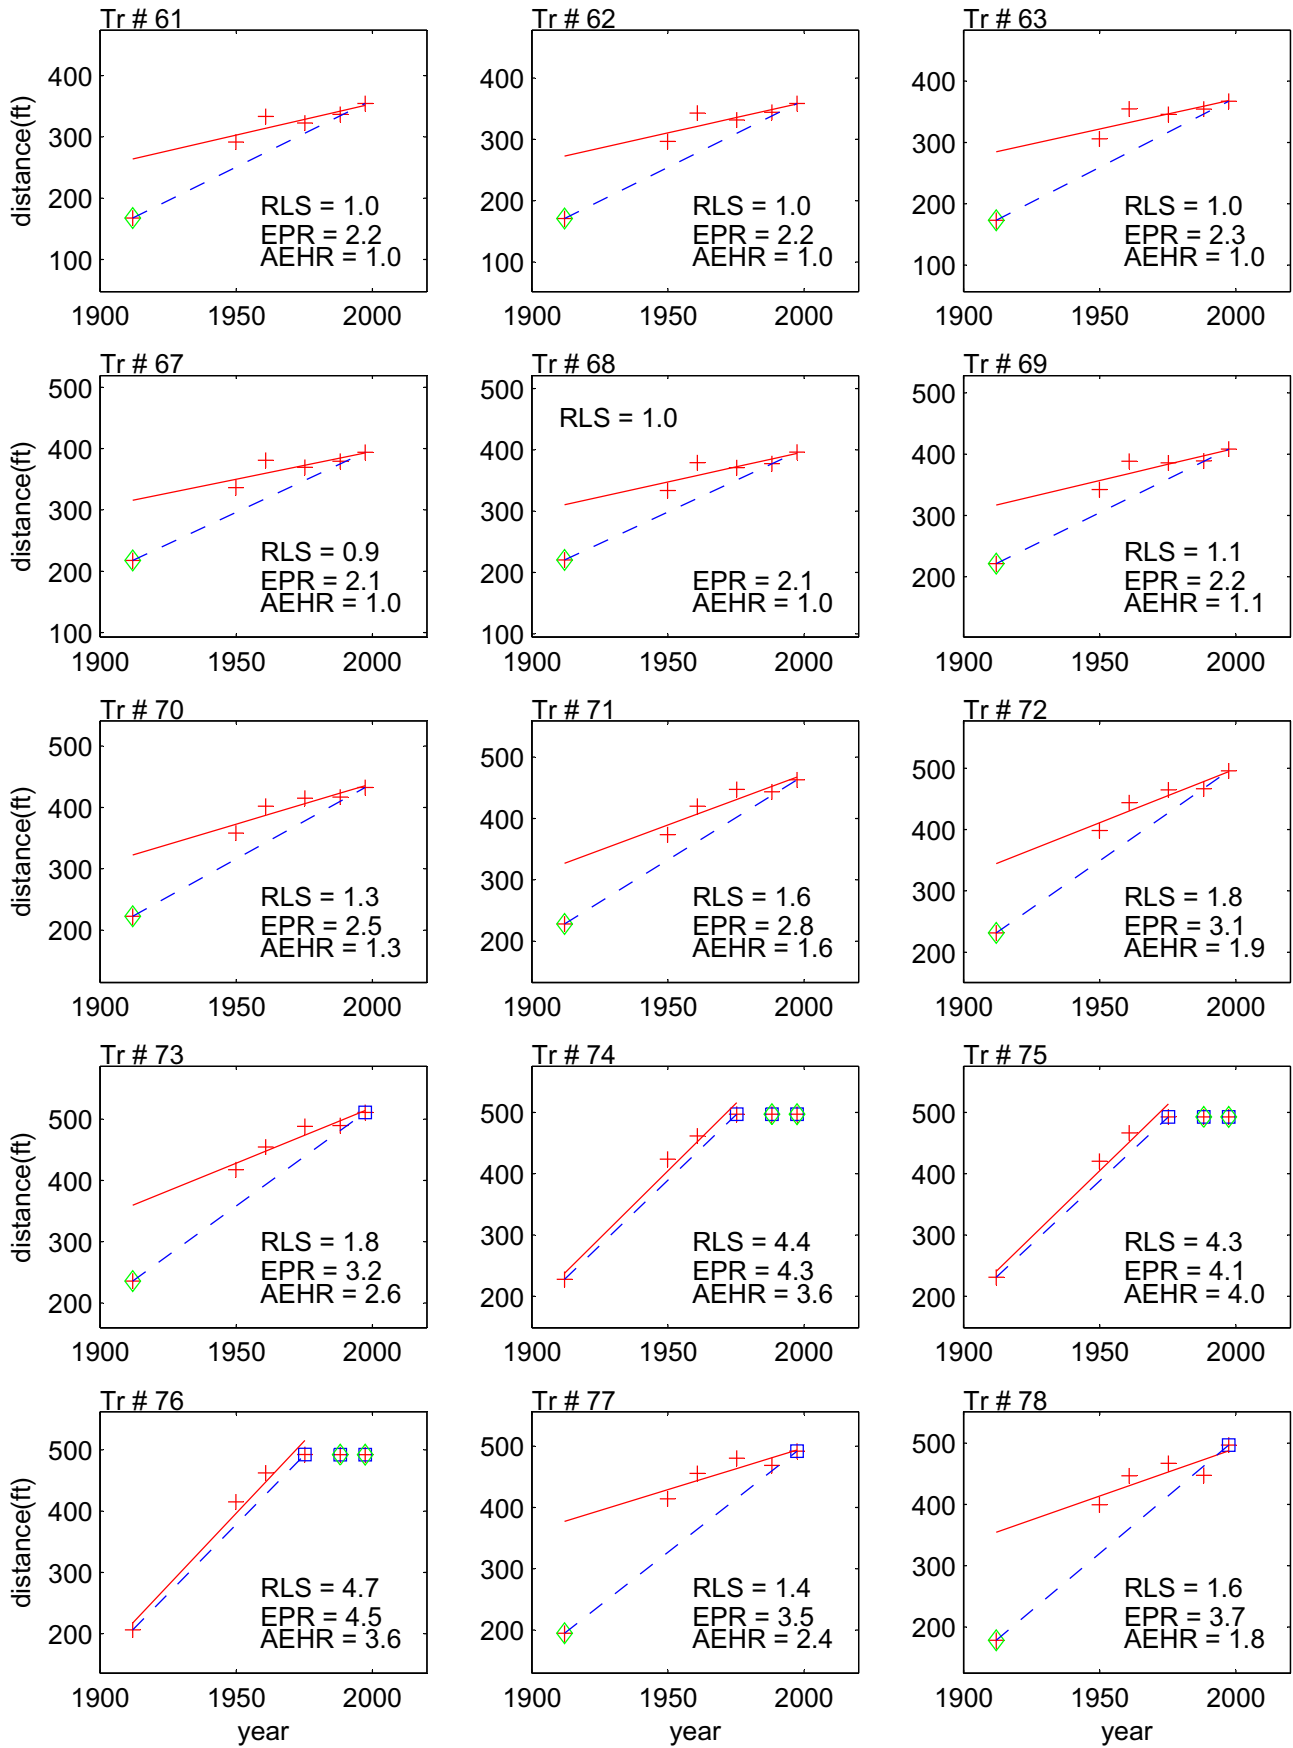 Tr # 61
distance(ft)
400
300
200
100
RLS = 1.0
EPR = 2.2
AEHR = 1.0
1900 1950 2000
Tr # 62
400
300
200
100
RLS = 1.0
EPR = 2.2
AEHR = 1.0
1900 1950 2000
Tr # 63
400
300
200
100
RLS = 1.0
EPR = 2.3
AEHR = 1.0
1900 1950 2000
Tr # 67
distance(ft)
500
400
300
200
100
RLS = 0.9
EPR = 2.1
AEHR = 1.0
1900 1950 2000
Tr # 68
500
400
300
200
100
RLS = 1.0
EPR = 2.1
AEHR = 1.0
1900 1950 2000
Tr # 69
500
400
300
200
RLS = 1.1
EPR = 2.2
AEHR = 1.1
1900 1950 2000
Tr # 70
distance(ft)
500
400
300
200
RLS = 1.3
EPR = 2.5
AEHR = 1.3
1900 1950 2000
Tr # 71
500
400
300
200
RLS = 1.6
EPR = 2.8
AEHR = 1.6
1900 1950 2000
Tr # 72
500
400
300
200
RLS = 1.8
EPR = 3.1
AEHR = 1.9
1900 1950 2000
Tr # 73
distance(ft)
500
400
300
200
RLS = 1.8
EPR = 3.2
AEHR = 2.6
1900 1950 2000
Tr # 74
500
400
300
200
RLS = 4.4
EPR = 4.3
AEHR = 3.6
1900 1950 2000
Tr # 75
500
400
300
200
RLS = 4.3
EPR = 4.1
AEHR = 4.0
1900 1950 2000
Tr # 76
distance(ft)
500
400
300
200
RLS = 4.7
EPR = 4.5
AEHR = 3.6
1900 1950 2000
year
Tr # 77
500
400
300
200
RLS = 1.4
EPR = 3.5
AEHR = 2.4
1900 1950 2000
year
Tr # 78
500
400
300
200
RLS = 1.6
EPR = 3.7
AEHR = 1.8
1900 1950 2000
year